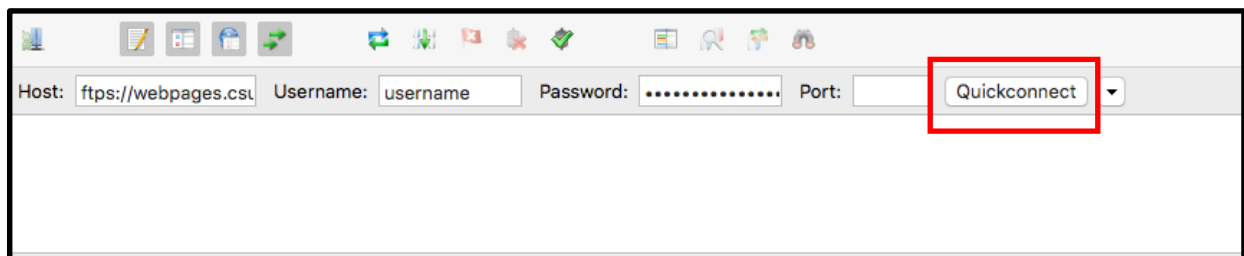 Host: ftps://webpages.csu Username: username Password: •••••••••••••••• Port: Quickconnect